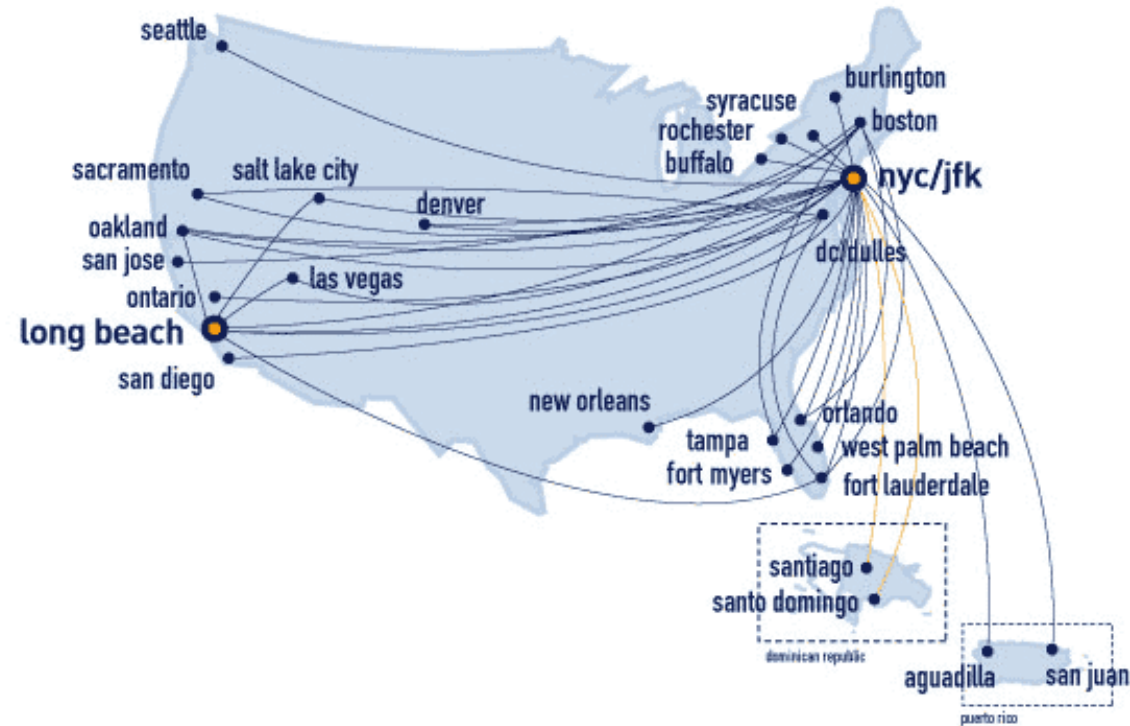 seattle
burlington
syracuse
boston
rochester
buffalo
sacramento
salt lake city
nyc/jfk
denver
oakland
dc/dulles
san jose
las vegas
ontario
long beach
san diego
new orleans
orlando
tampa
west palm beach
fort myers
fort lauderdale
santiago
santo domingo
dominican republic
aguadilla
san juan
puerto rico